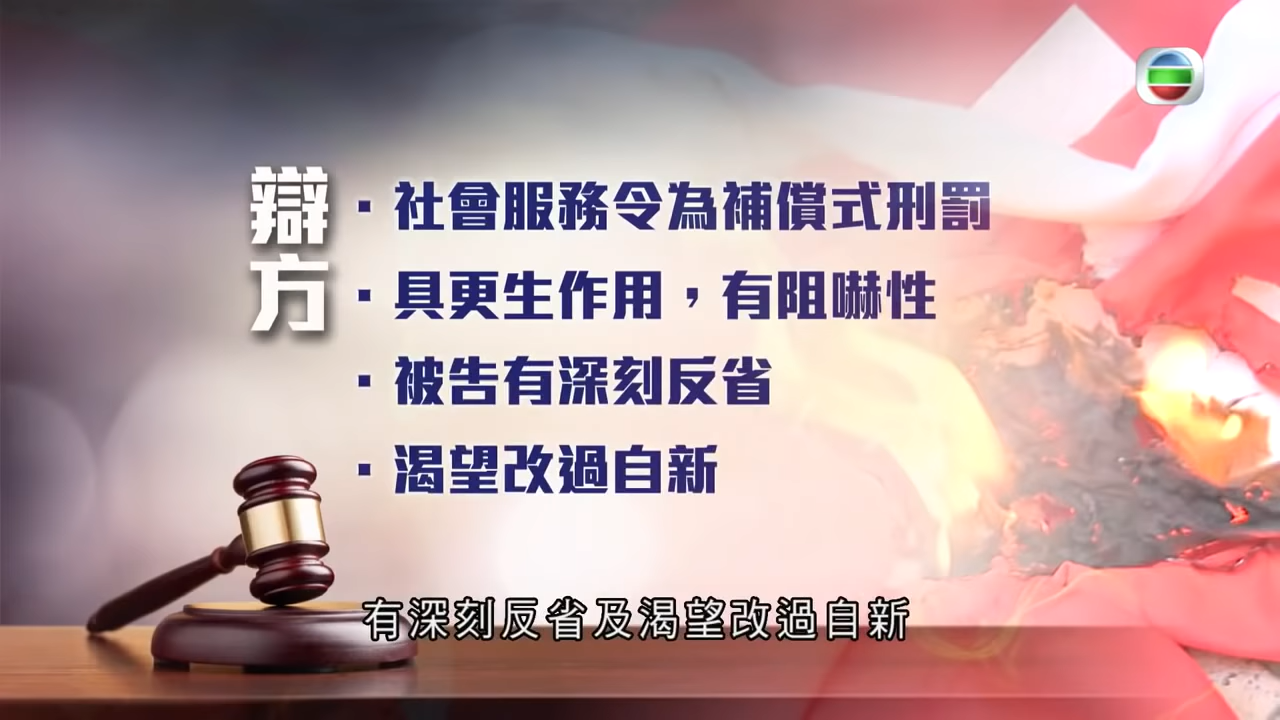 辯方
·社會服務令為補償式刑罰
·具更生作用，有阻嚇性
·被告有深刻反省
·渴望改過自新
有深刻反省及渴望改過自新